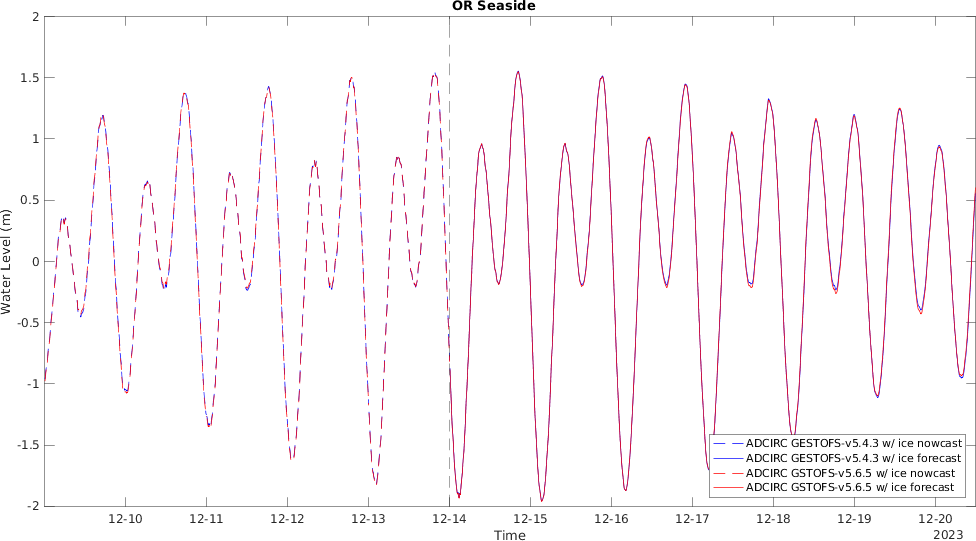 OR Seaside
2
1.5
1
0.5
0
-0.5
-1
-1.5
-2
Water Level (m)
ADCIRC GESTOFS-v5.4.3 w/ ice nowcast
ADCIRC GESTOFS-v5.4.3 w/ ice forecast
ADCIRC GSTOFS-v5.6.5 w/ ice nowcast
ADCIRC GSTOFS-v5.6.5 w/ ice forecast
12-10 12-11 12-12 12-13 12-14 12-15 12-16 12-17 12-18 12-19 12-20
Time
2023